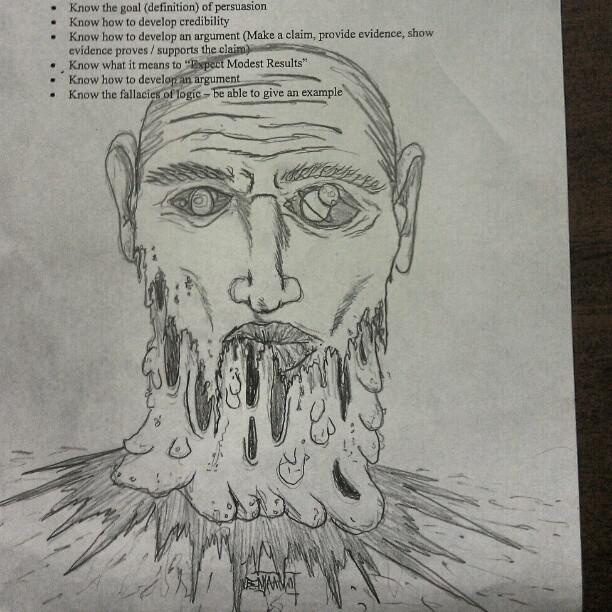 • Know the goal (definition) of persuasion
• Know how to develop credibility
• Know how to develop an argument (Make a claim, provide evidence, show
evidence proves / supports the claim)
• Know what it means to “Expect Modest Results”
• Know how to develop an argument
• Know the fallacies of logic – be able to give an example